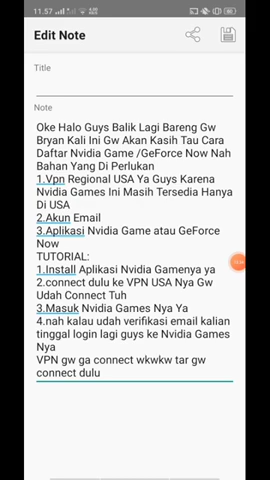 11.57
Edit Note
Title
Note
Oke Halo Guys Balik Lagi Bareng Gw
Bryan Kali Ini Gw Akan Kasih Tau Cara
Daftar Nvidia Game /GeForce Now Nah
Bahan Yang Di Perlukan
1.Vpn Regional USA Ya Guys Karena
Nvidia Games Ini Masih Tersedia Hanya
Di USA
2.Akun Email
3.Aplikasi Nvidia Game atau GeForce
Now
TUTORIAL:
1.Install Aplikasi Nvidia Gamenya ya
2.connect dulu ke VPN USA Nya Gw
Udah Connect Tuh
3.Masuk Nvidia Games Nya Ya
4.nah kalau udah verifikasi email kalian
tinggal login lagi guys ke Nvidia Games
Nya
VPN gw ga connect wkwkw tar gw
connect dulu